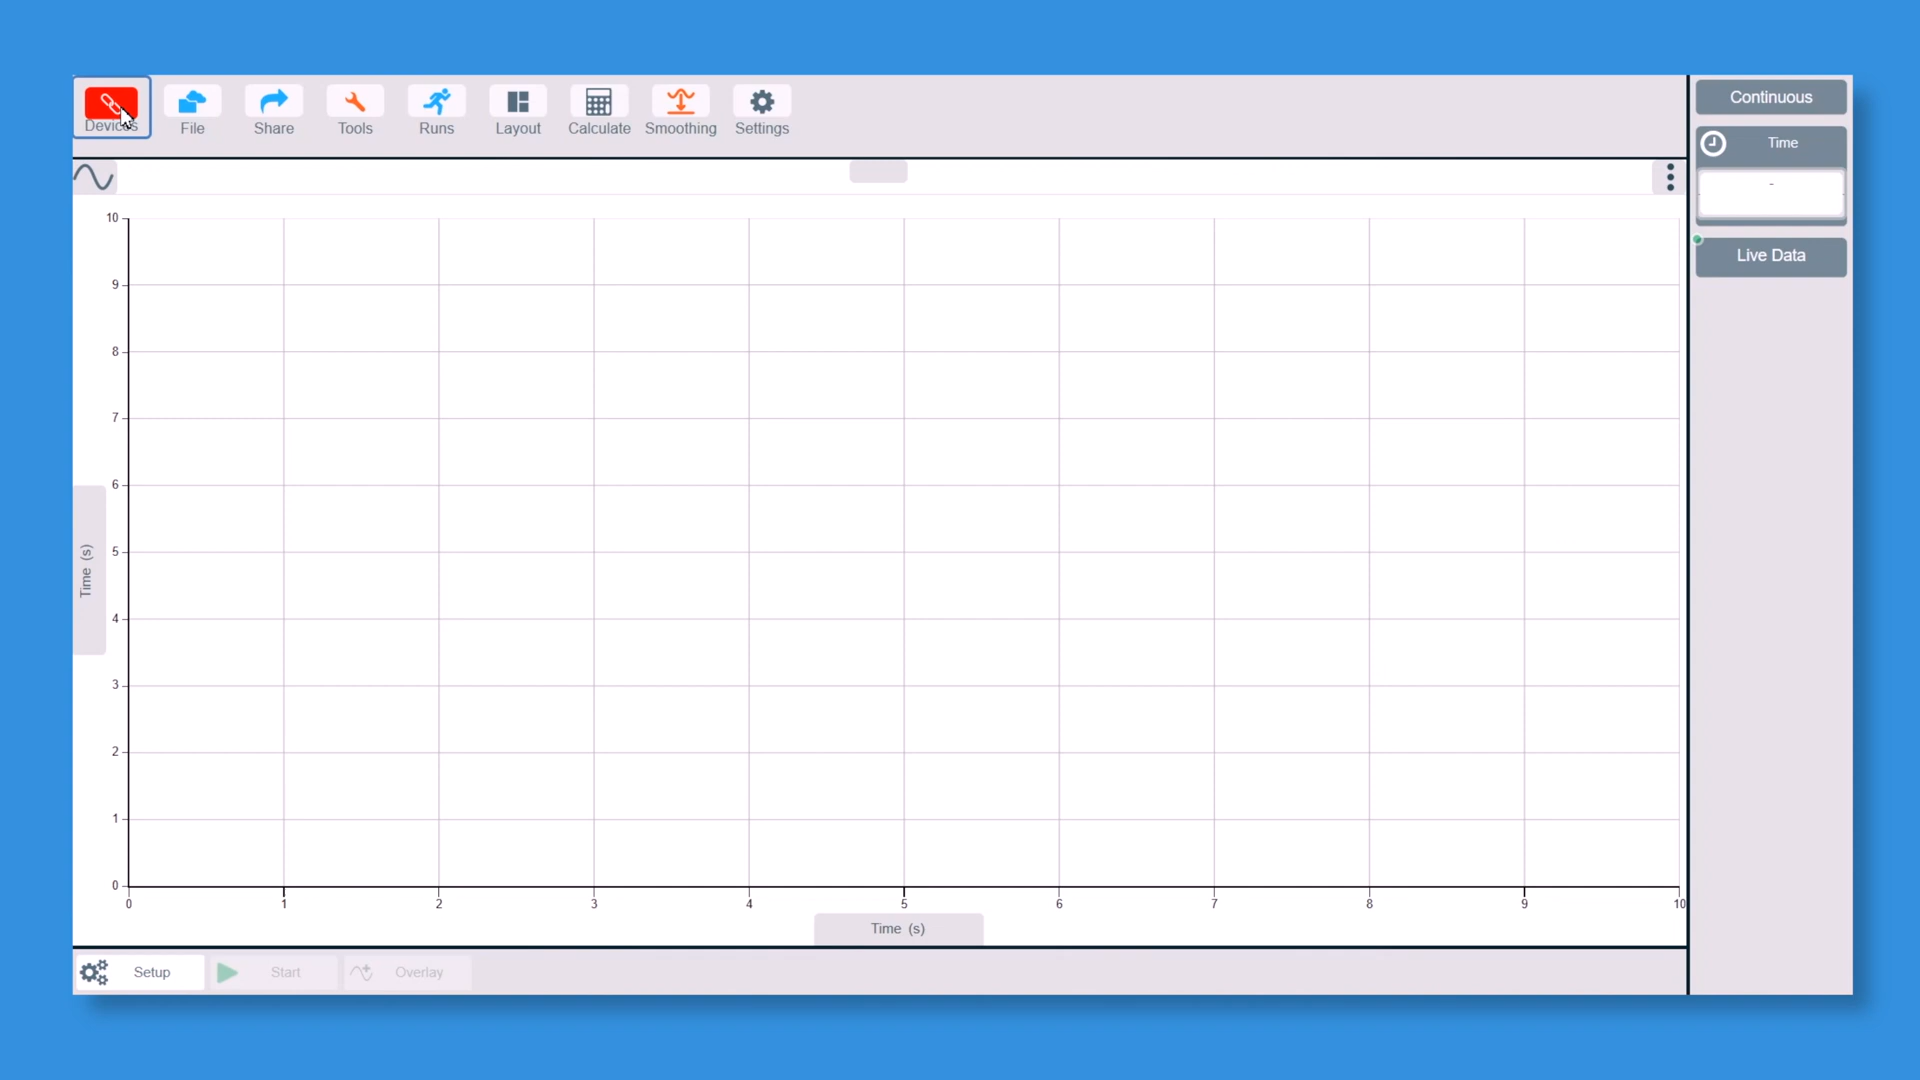 Devices File Share Tools Runs Layout Calculate Smoothing Settings
Continuous
Time
-
Live Data
10
9
8
7
6
5
4
3
2
1
0
Time (s)
0 1 2 3 4 5 6 7 8 9 10
Time (s)
Setup Start Overlay